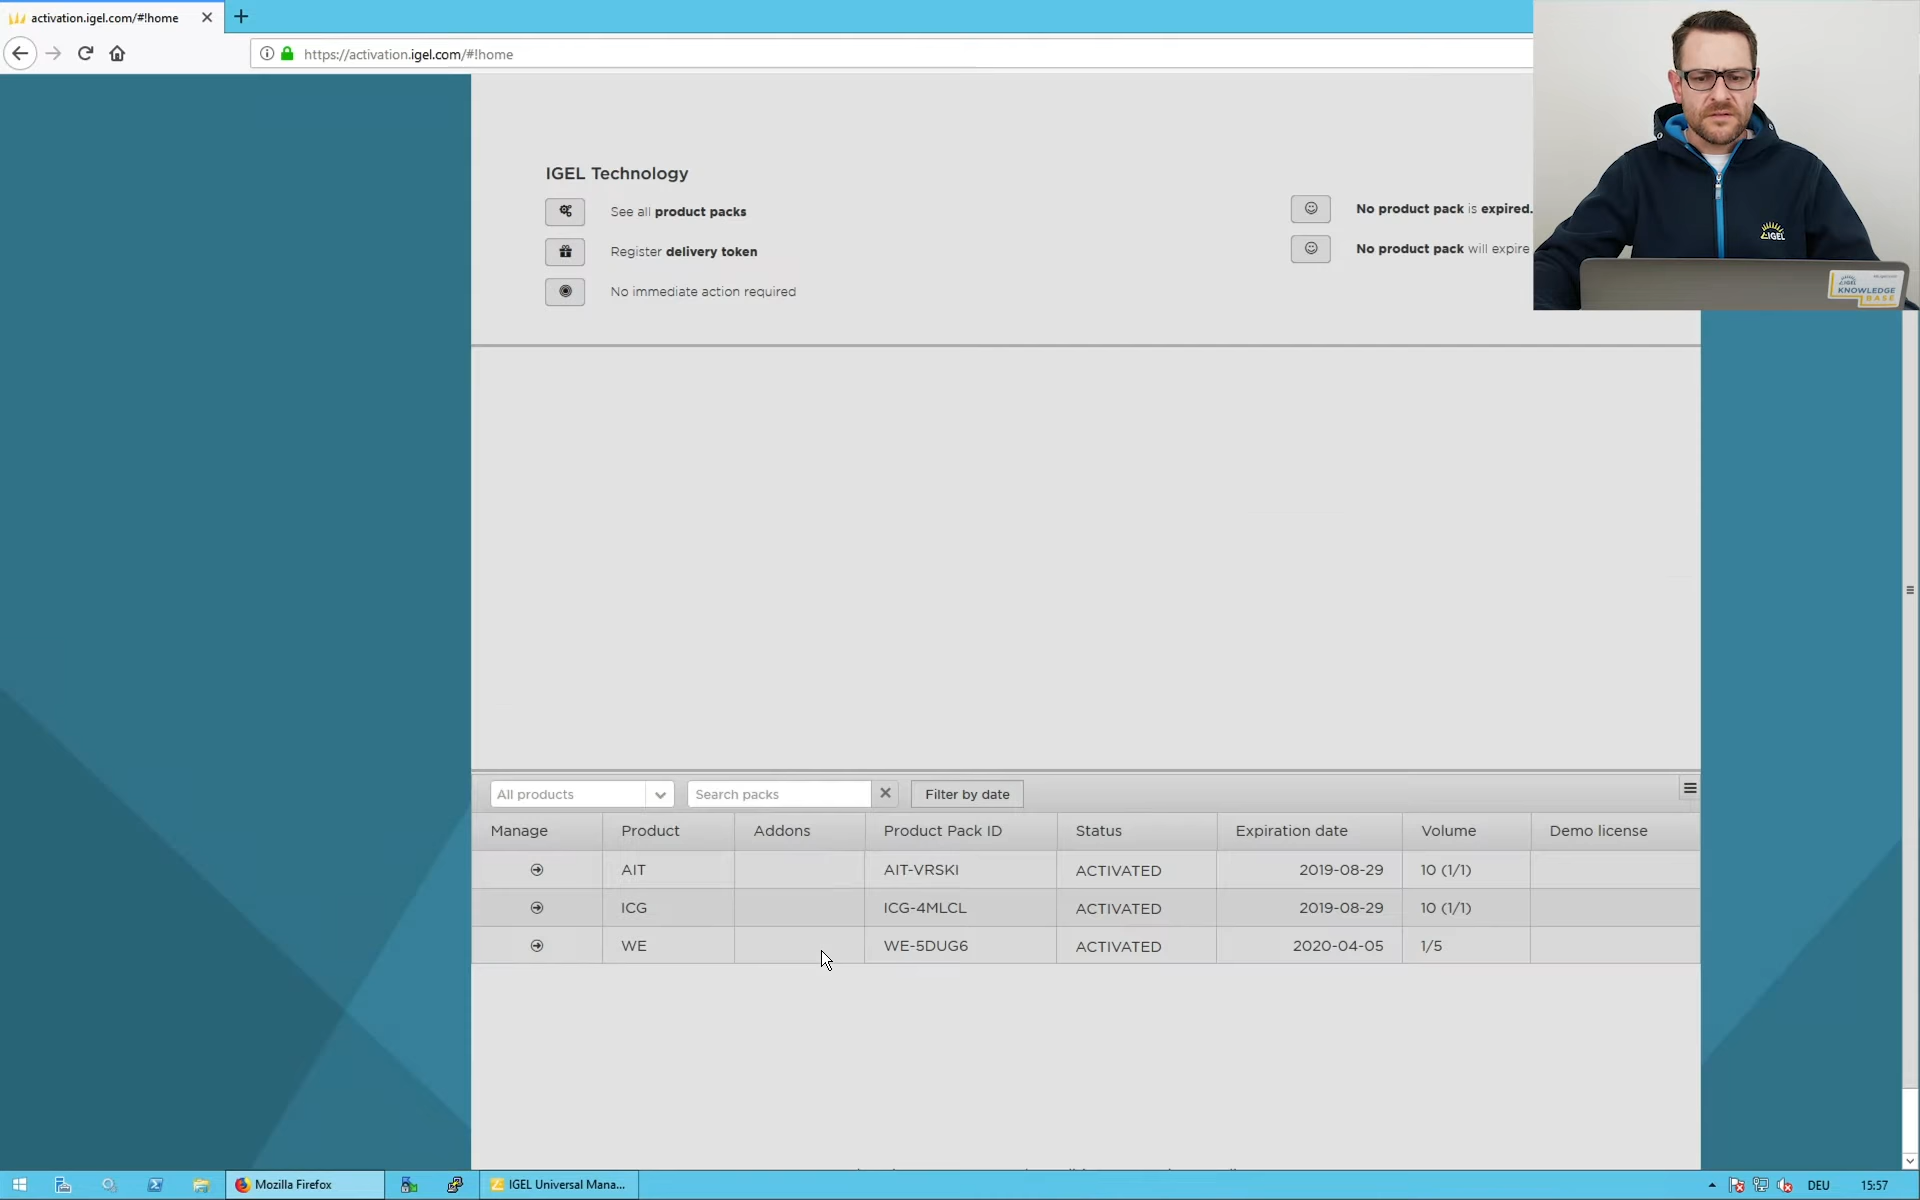 activation.igel.com/#!home
https://activation.igel.com/#!home
IGEL Technology
See all product packs
Register delivery token
No immediate action required
No product pack is expired.
No product pack will expire
IGEL
IGEL
KNOWLEDGE
BASE
All products
Search packs
Filter by date
Manage Product Addons Product Pack ID Status Expiration date Volume Demo license
AIT AIT-VRSKI ACTIVATED 2019-08-29 10 (1/1)
ICG ICG-4MLCL ACTIVATED 2019-08-29 10 (1/1)
WE WE-5DUG6 ACTIVATED 2020-04-05 1/5
Mozilla Firefox
IGEL Universal Mana...
DEU
15:57